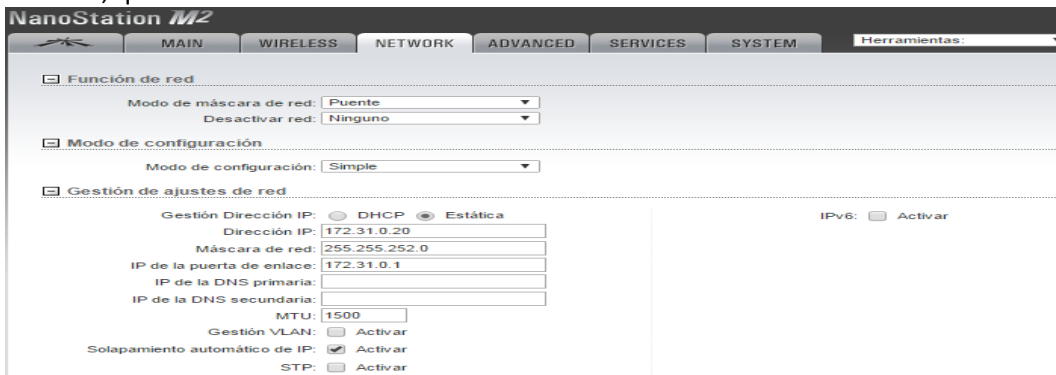 NanoStation M2
MAIN WIRELESS NETWORK ADVANCED SERVICES SYSTEM Herramientas:
Función de red
Modo de máscara de red: Puente
Desactivar red: Ninguno
Modo de configuración
Modo de configuración: Simple
Gestión de ajustes de red
Gestión Dirección IP: DHCP Estática IPv6: Activar
Dirección IP: 172.31.0.20
Máscara de red: 255.255.252.0
IP de la puerta de enlace: 172.31.0.1
IP de la DNS primaria:
IP de la DNS secundaria:
MTU: 1500
Gestión VLAN: Activar
Solapamiento automático de IP: Activar
STP: Activar